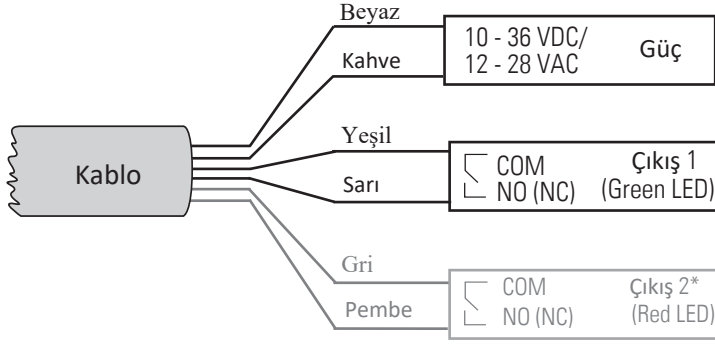 Beyaz
10 - 36 VDC/
12 - 28 VAC
Güç
Kahve
Kablo
Yeşil
COM
NO (NC)
Çıkış 1
(Green LED)
Sarı
Gri
COM
NO (NC)
Çıkış 2*
(Red LED)
Pembe